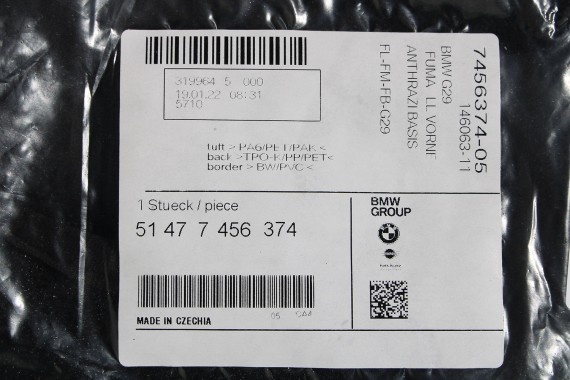 319964 5 000
19.01.22 08:31
5710
7456374-05
146063-11
BMW G29
FUMA LL VORNE
ANTHRAZI BASIS
FL-FM-FB-G29
tuft > PA6/PET/PAK <
back >TPO-K/PP/PET<
border > BW/PVC <
1 Stueck / piece
51 47 7 456 374
BMW
GROUP
05
MADE IN CZECHIA